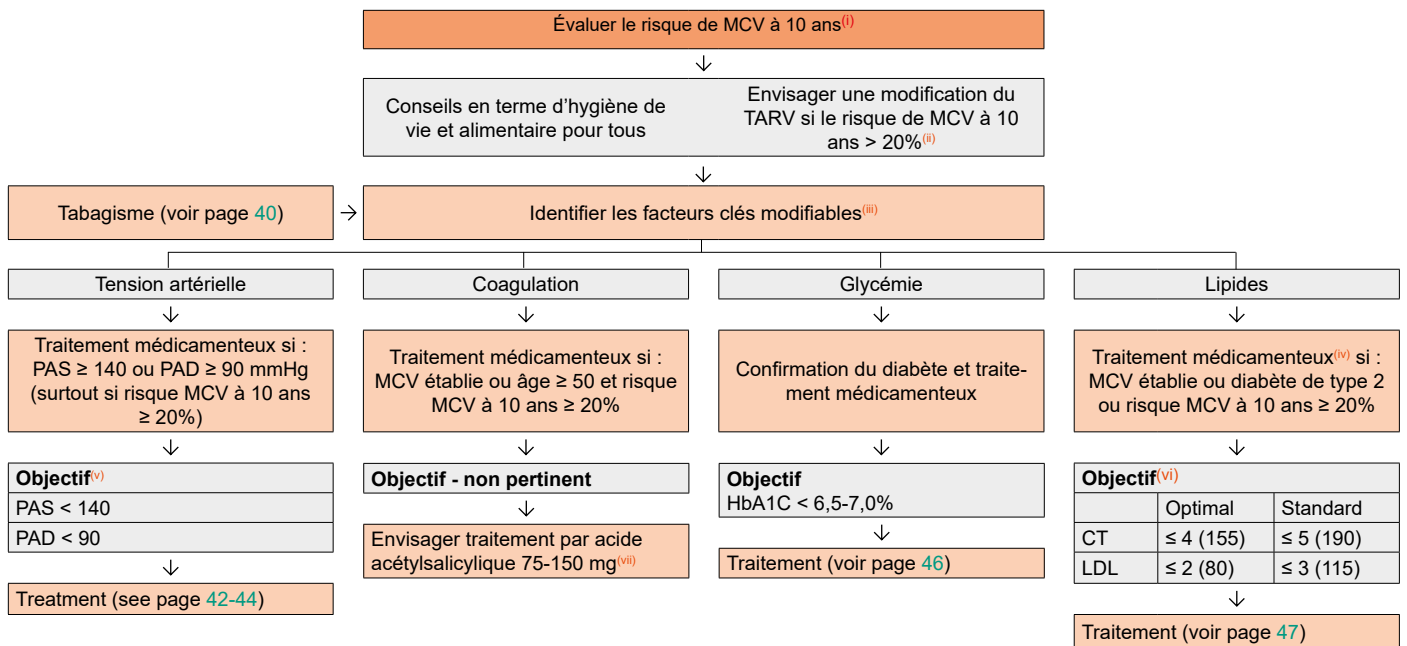 Évaluer le risque de MCV à 10 ans(i)
Conseils en terme d'hygiène de
vie et alimentaire pour tous
Envisager une modification du
TARV si le risque de MCV à 10
ans > 20%(ii)
Tabagisme (voir page 40)
Identifier les facteurs clés modifiables(iii)
Tension artérielle
Coagulation
Glycémie
Lipides
Traitement médicamenteux si :
PAS ≥ 140 ou PAD ≥ 90 mmHg
(surtout si risque MCV à 10 ans
≥ 20%)
Traitement médicamenteux si :
MCV établie ou âge ≥ 50 et risque
MCV à 10 ans ≥ 20%
Confirmation du diabète et traite-
ment médicamenteux
Traitement médicamenteux(iv) si :
MCV établie ou diabète de type 2
ou risque MCV à 10 ans ≥ 20%
Objectif(v)
PAS < 140
PAD < 90
Objectif - non pertinent
Objectif
HbA1C < 6,5-7,0%
Objectif(vi)
Optimal Standard
CT ≤ 4 (155) ≤ 5 (190)
LDL ≤ 2 (80) ≤ 3 (115)
Envisager traitement par acide
acétylsalicylique 75-150 mg(vii)
Traitement (voir page 46)
Treatment (see page 42-44)
Traitement (voir page 47)